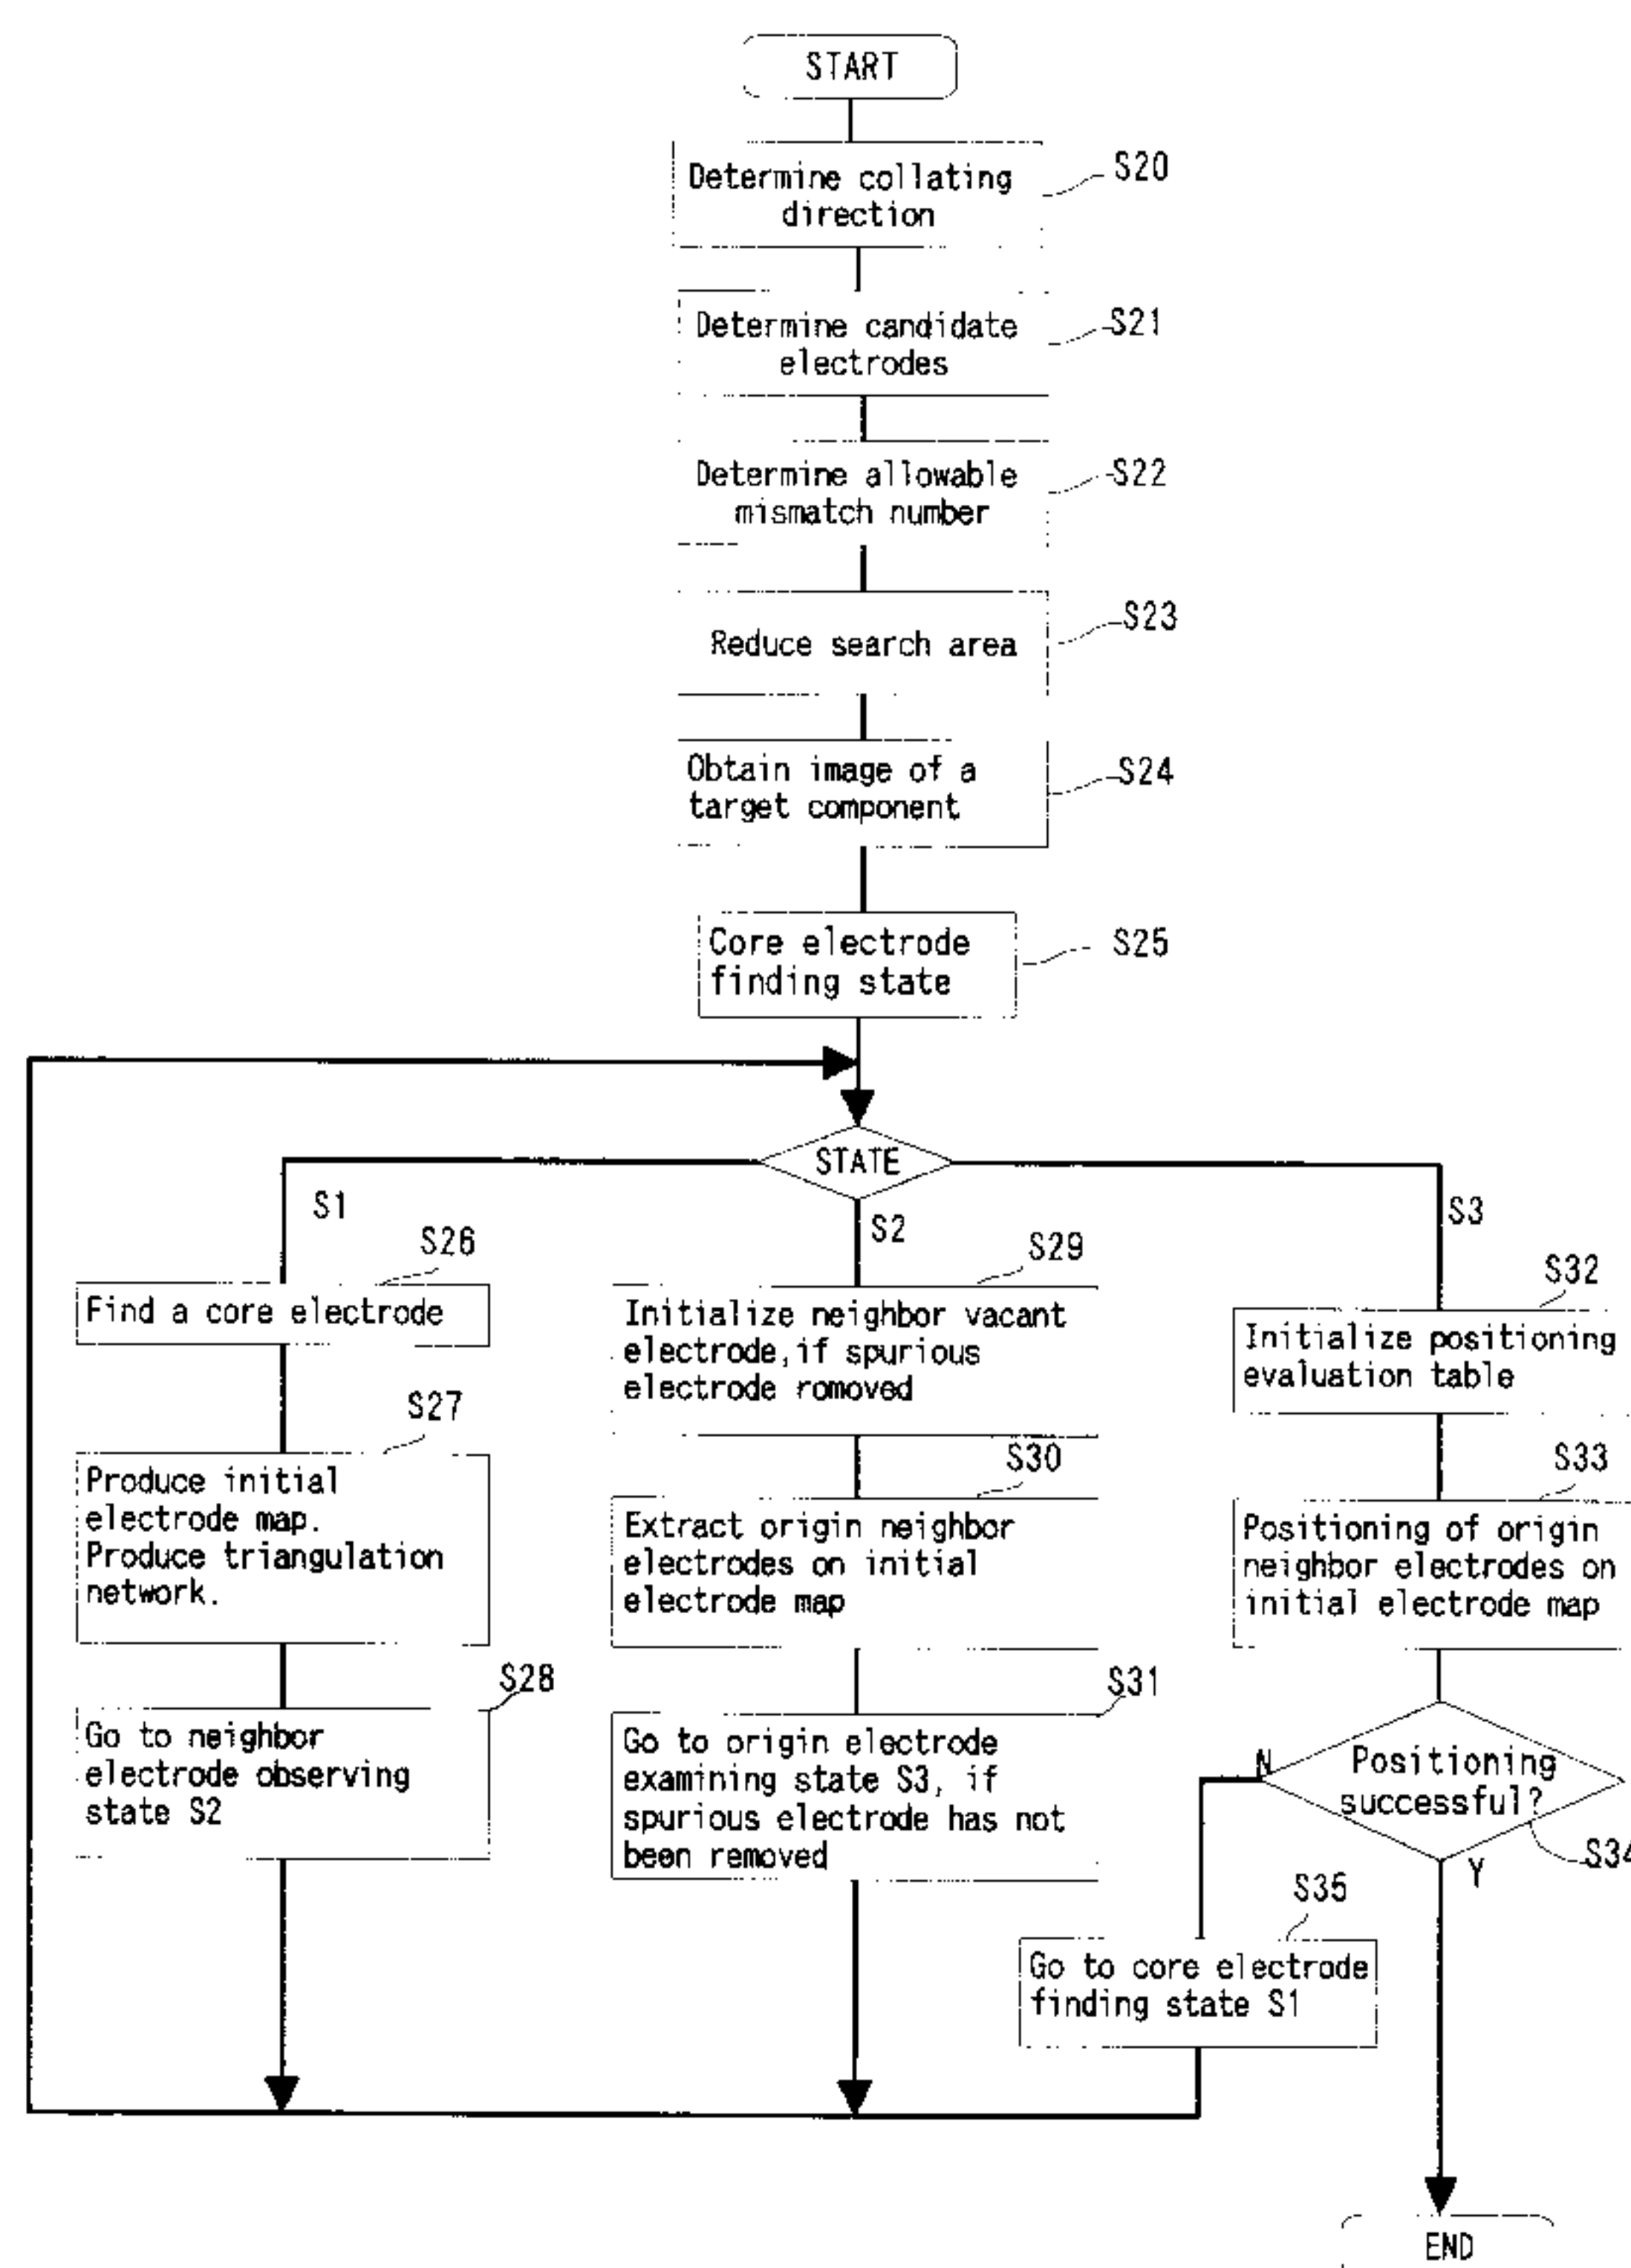 START
Determine collating
direction
S20
Determine candidate
electrodes
S21
Determine allowable
mismatch number
S22
Reduce search area
S23
Obtain image of a
target component
S24
Core electrode
finding state
S25
STATE
S1
S26
Find a core electrode
S27
Produce initial
electrode map.
Produce triangulation
network.
S28
Go to neighbor
electrode observing
state S2
S2
S29
Initialize neighbor vacant
electrode,if spurious
electrode romoved
S30
Extract origin neighbor
electrodes on initial
electrode map
S31
Go to origin electrode
examining state S3, if
spurious electrode has not
been removed
S3
S32
Initialize positioning
evaluation table
S33
Positioning of origin
neighbor electrodes on
initial electrode map
N
Positioning
successful?
S34
Y
S35
Go to core electrode
finding state S1
END